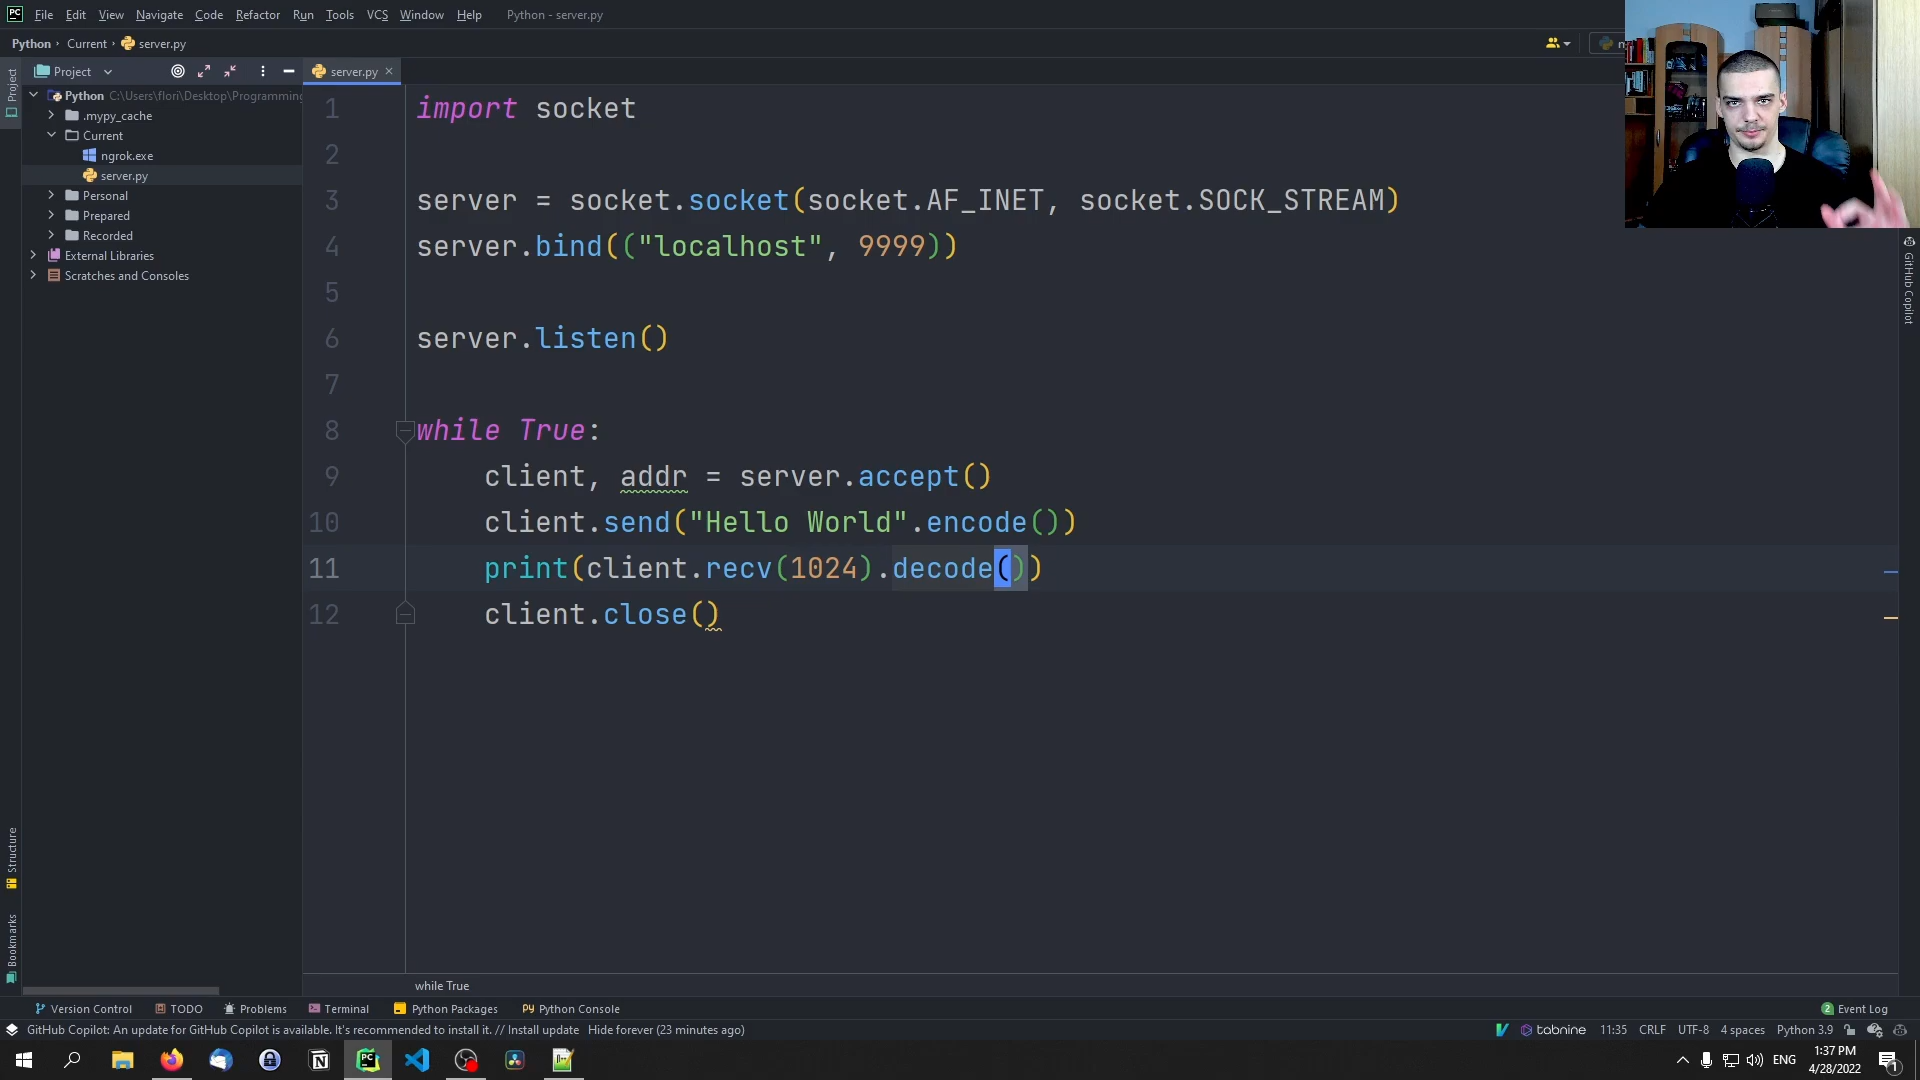 PC File Edit View Navigate Code Refactor Run Tools VCS Window Help Python - server.py
Python › Current › server.py
Project
Project
server.py
Python C:\Users\flori\Desktop\Programming
.mypy_cache
Current
ngrok.exe
server.py
Personal
Prepared
Recorded
External Libraries
Scratches and Consoles
1 import socket
2
3 server = socket.socket(socket.AF_INET, socket.SOCK_STREAM)
4 server.bind(("localhost", 9999))
5
6 server.listen()
7
8 while True:
9 client, addr = server.accept()
10 client.send("Hello World".encode())
11 print(client.recv(1024).decode())
12 client.close()
GitHub Copilot
Structure
Bookmarks
while True
Version Control TODO Problems Terminal Python Packages Python Console 2 Event Log
GitHub Copilot: An update for GitHub Copilot is available. It's recommended to install it. // Install update Hide forever (23 minutes ago) tabnine 11:35 CRLF UTF-8 4 spaces Python 3.9
ENG 1:37 PM
4/28/2022 1